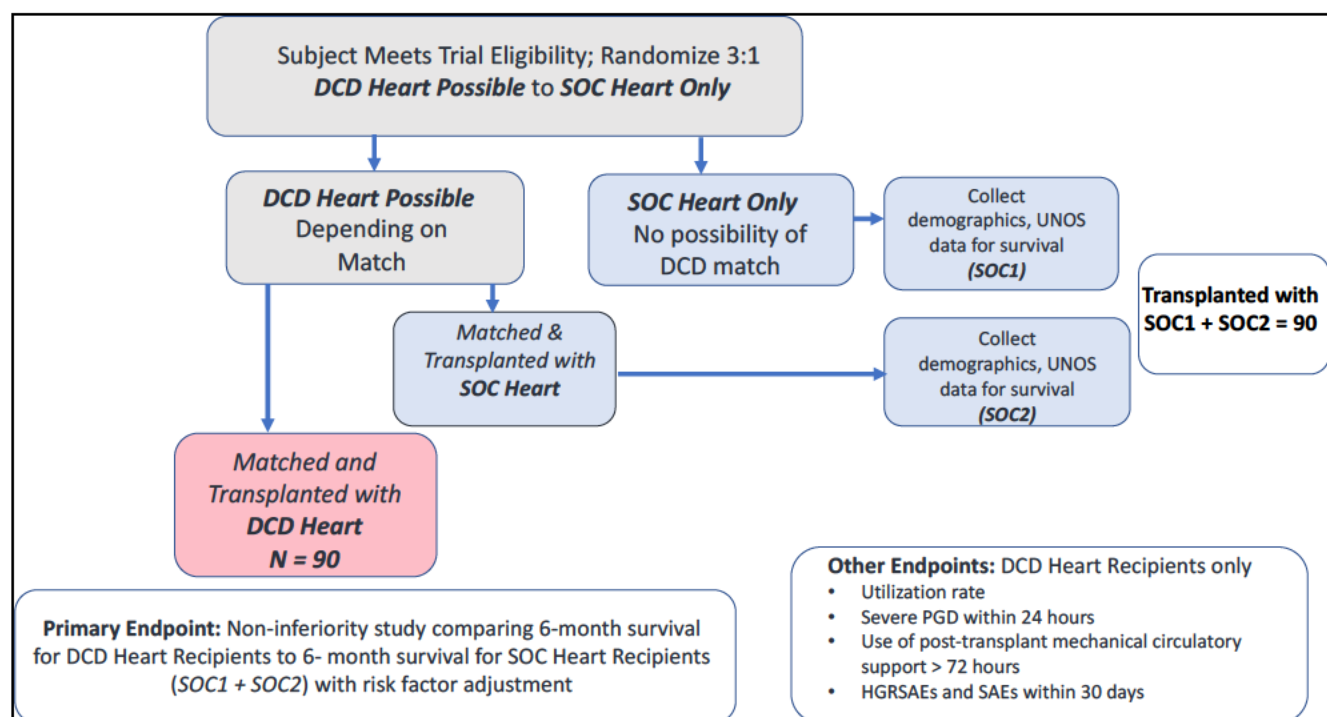 Subject Meets Trial Eligibility; Randomize 3:1
DCD Heart Possible to SOC Heart Only
DCD Heart Possible
Depending on
Match
SOC Heart Only
No possibility of
DCD match
Collect
demographics, UNOS
data for survival
(SOC1)
Transplanted with
SOC1 + SOC2 = 90
Matched &
Transplanted with
SOC Heart
Collect
demographics, UNOS
data for survival
(SOC2)
Matched and
Transplanted with
DCD Heart
N = 90
Primary Endpoint: Non-inferiority study comparing 6-month survival
for DCD Heart Recipients to 6- month survival for SOC Heart Recipients
(SOC1 + SOC2) with risk factor adjustment
Other Endpoints: DCD Heart Recipients only
• Utilization rate
• Severe PGD within 24 hours
• Use of post-transplant mechanical circulatory
support > 72 hours
• HGRSAEs and SAEs within 30 days